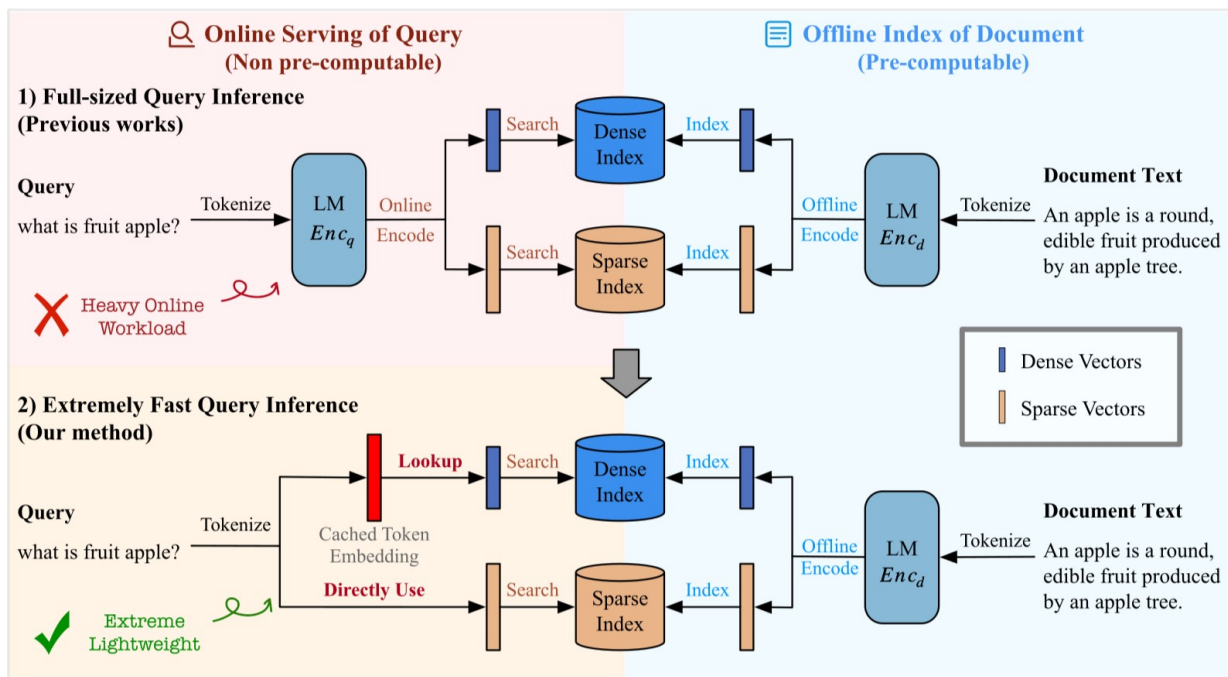 Online Serving of Query
(Non pre-computable)
Offline Index of Document
(Pre-computable)
1) Full-sized Query Inference
(Previous works)
Query
what is fruit apple?
Tokenize
LM
Enc_q
Online
Encode
Search
Search
Dense
Index
Sparse
Index
Index
Index
Offline
Encode
LM
Enc_d
Tokenize
Document Text
An apple is a round,
edible fruit produced
by an apple tree.
Heavy Online
Workload
Dense Vectors
Sparse Vectors
2) Extremely Fast Query Inference
(Our method)
Query
what is fruit apple?
Tokenize
Lookup
Cached Token
Embedding
Directly Use
Search
Search
Dense
Index
Sparse
Index
Index
Index
Offline
Encode
LM
Enc_d
Tokenize
Document Text
An apple is a round,
edible fruit produced
by an apple tree.
Extreme
Lightweight